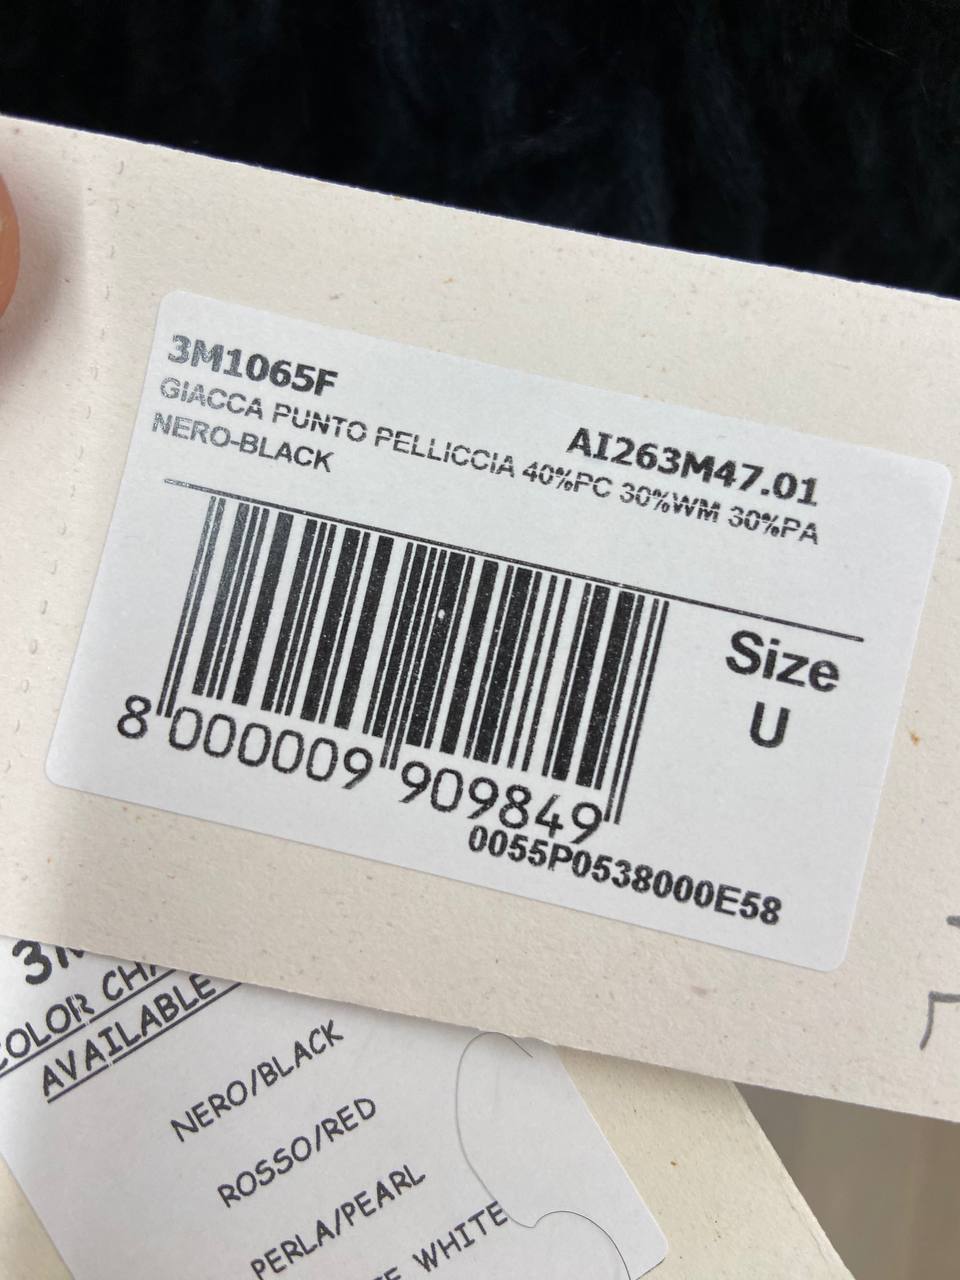 3M1065F
AI263M47.01
GIACCA PUNTO PELLICCIA 40%PC 30%WM 30%PA
NERO-BLACK
Size
U
8 000009 909849
0055P0538000E58
COLOR
AVAILABLE
NERO/BLACK
ROSSO/RED
PERLA/PEARL
WHITE